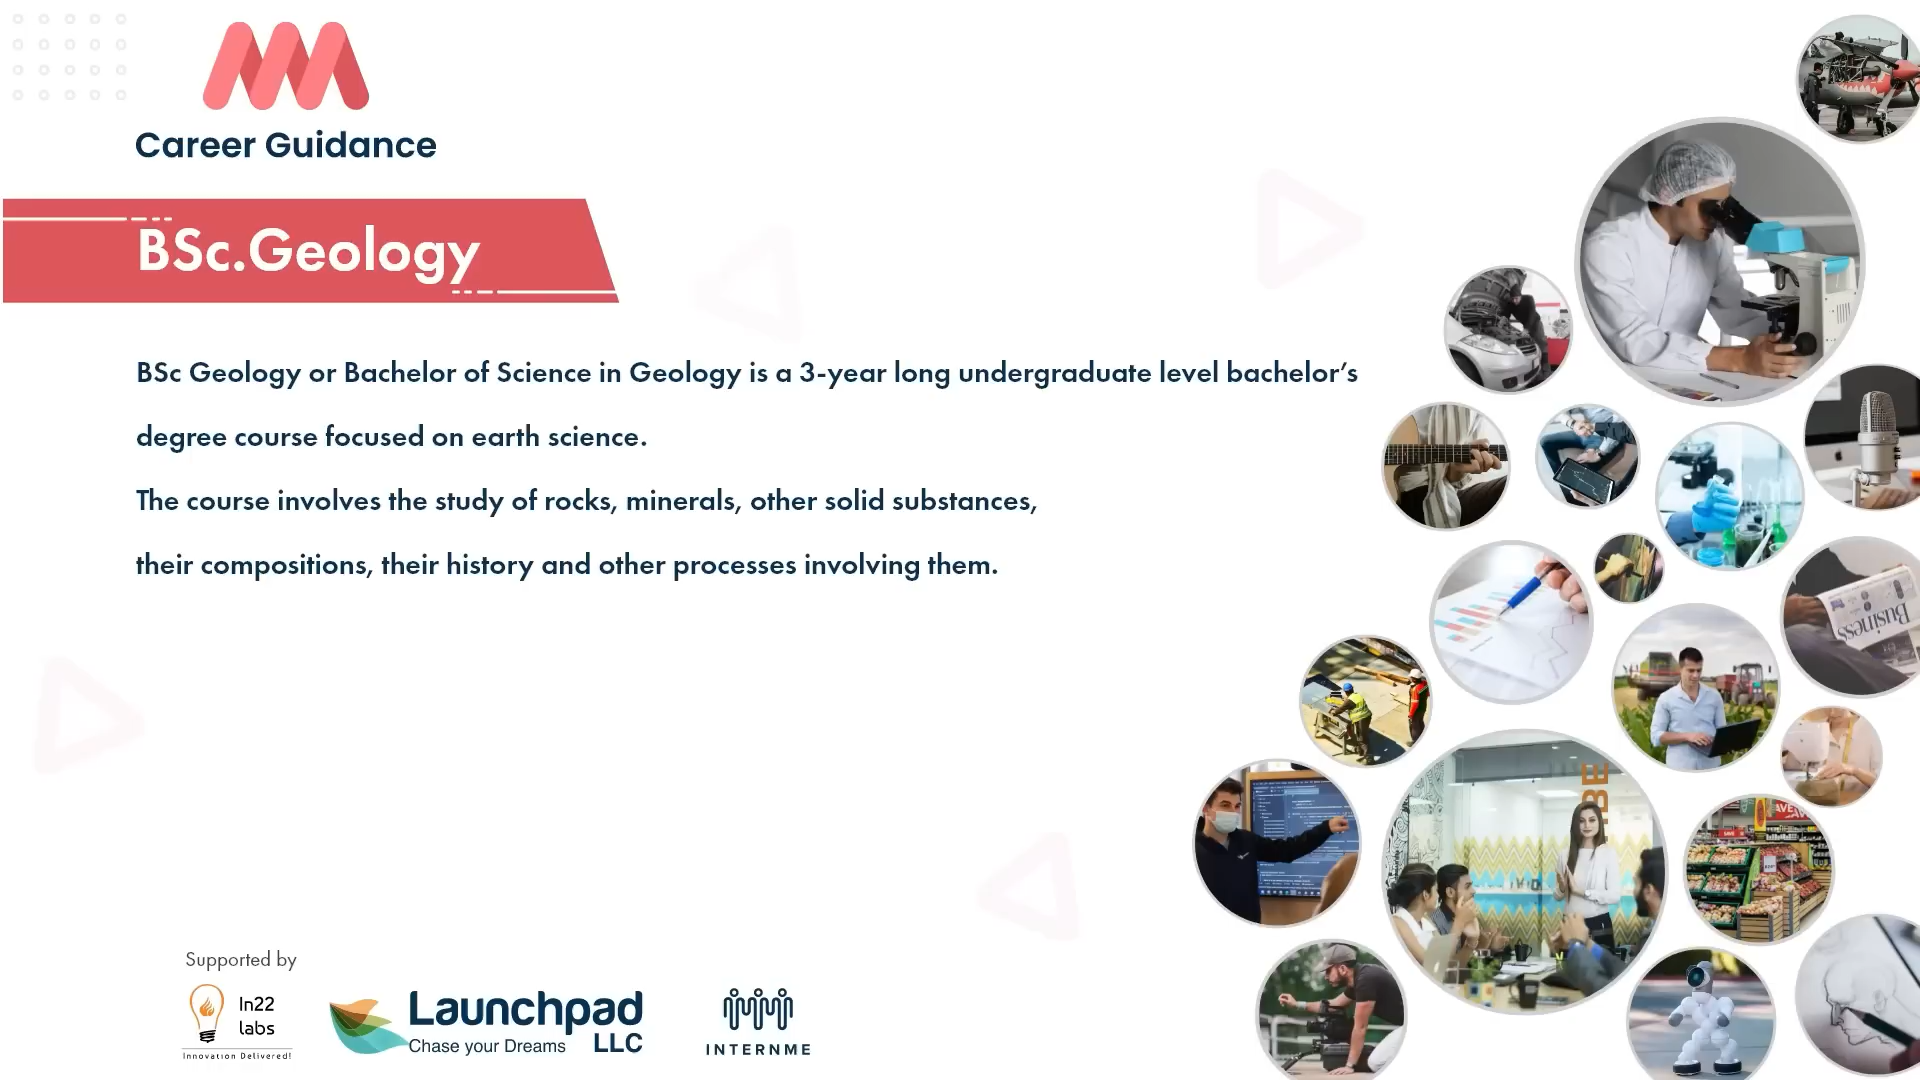 Career Guidance
BSc.Geology
BSc Geology or Bachelor of Science in Geology is a 3-year long undergraduate level bachelor’s
degree course focused on earth science.
The course involves the study of rocks, minerals, other solid substances,
their compositions, their history and other processes involving them.
Business
SAVE
Supported by
In22
labs
Innovation Delivered!
Launchpad
Chase your Dreams LLC
INTERNME